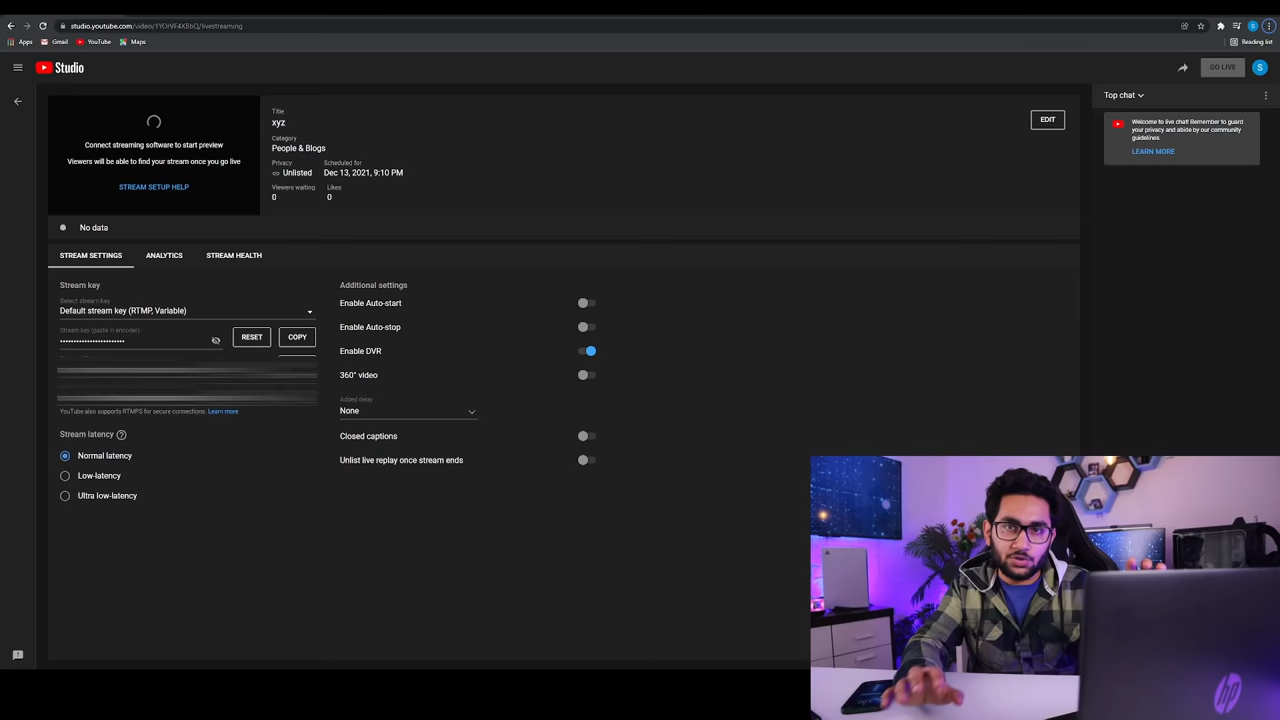 studio.youtube.com/video/1YOrVF4XBbQ/livestreaming
Apps
Gmail
YouTube
Maps
Reading list
Studio
GO LIVE
S
Connect streaming software to start preview
Viewers will be able to find your stream once you go live
STREAM SETUP HELP
Title
xyz
Category
People & Blogs
Privacy
Unlisted
Scheduled for
Dec 13, 2021, 9:10 PM
Viewers waiting
0
Likes
0
EDIT
No data
Top chat
Welcome to live chat! Remember to guard
your privacy and abide by our community
guidelines.
LEARN MORE
STREAM SETTINGS
ANALYTICS
STREAM HEALTH
Stream key
Select stream key
Default stream key (RTMP, Variable)
Stream key (paste in encoder)
RESET
COPY
YouTube also supports RTMPS for secure connections. Learn more
Stream latency
Normal latency
Low-latency
Ultra low-latency
Additional settings
Enable Auto-start
Enable Auto-stop
Enable DVR
360° video
Added delay
None
Closed captions
Unlist live replay once stream ends
hp